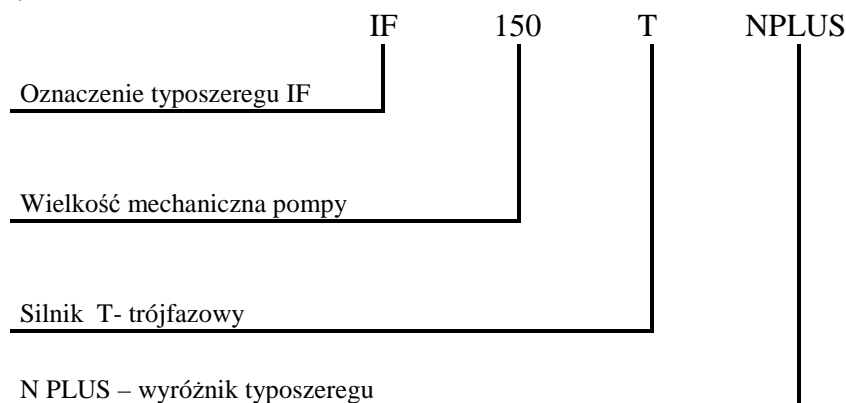 IF 150 T NPLUS
Oznaczenie typoszeregu IF
Wielkość mechaniczna pompy
Silnik T- trójfazowy
N PLUS – wyróżnik typoszeregu